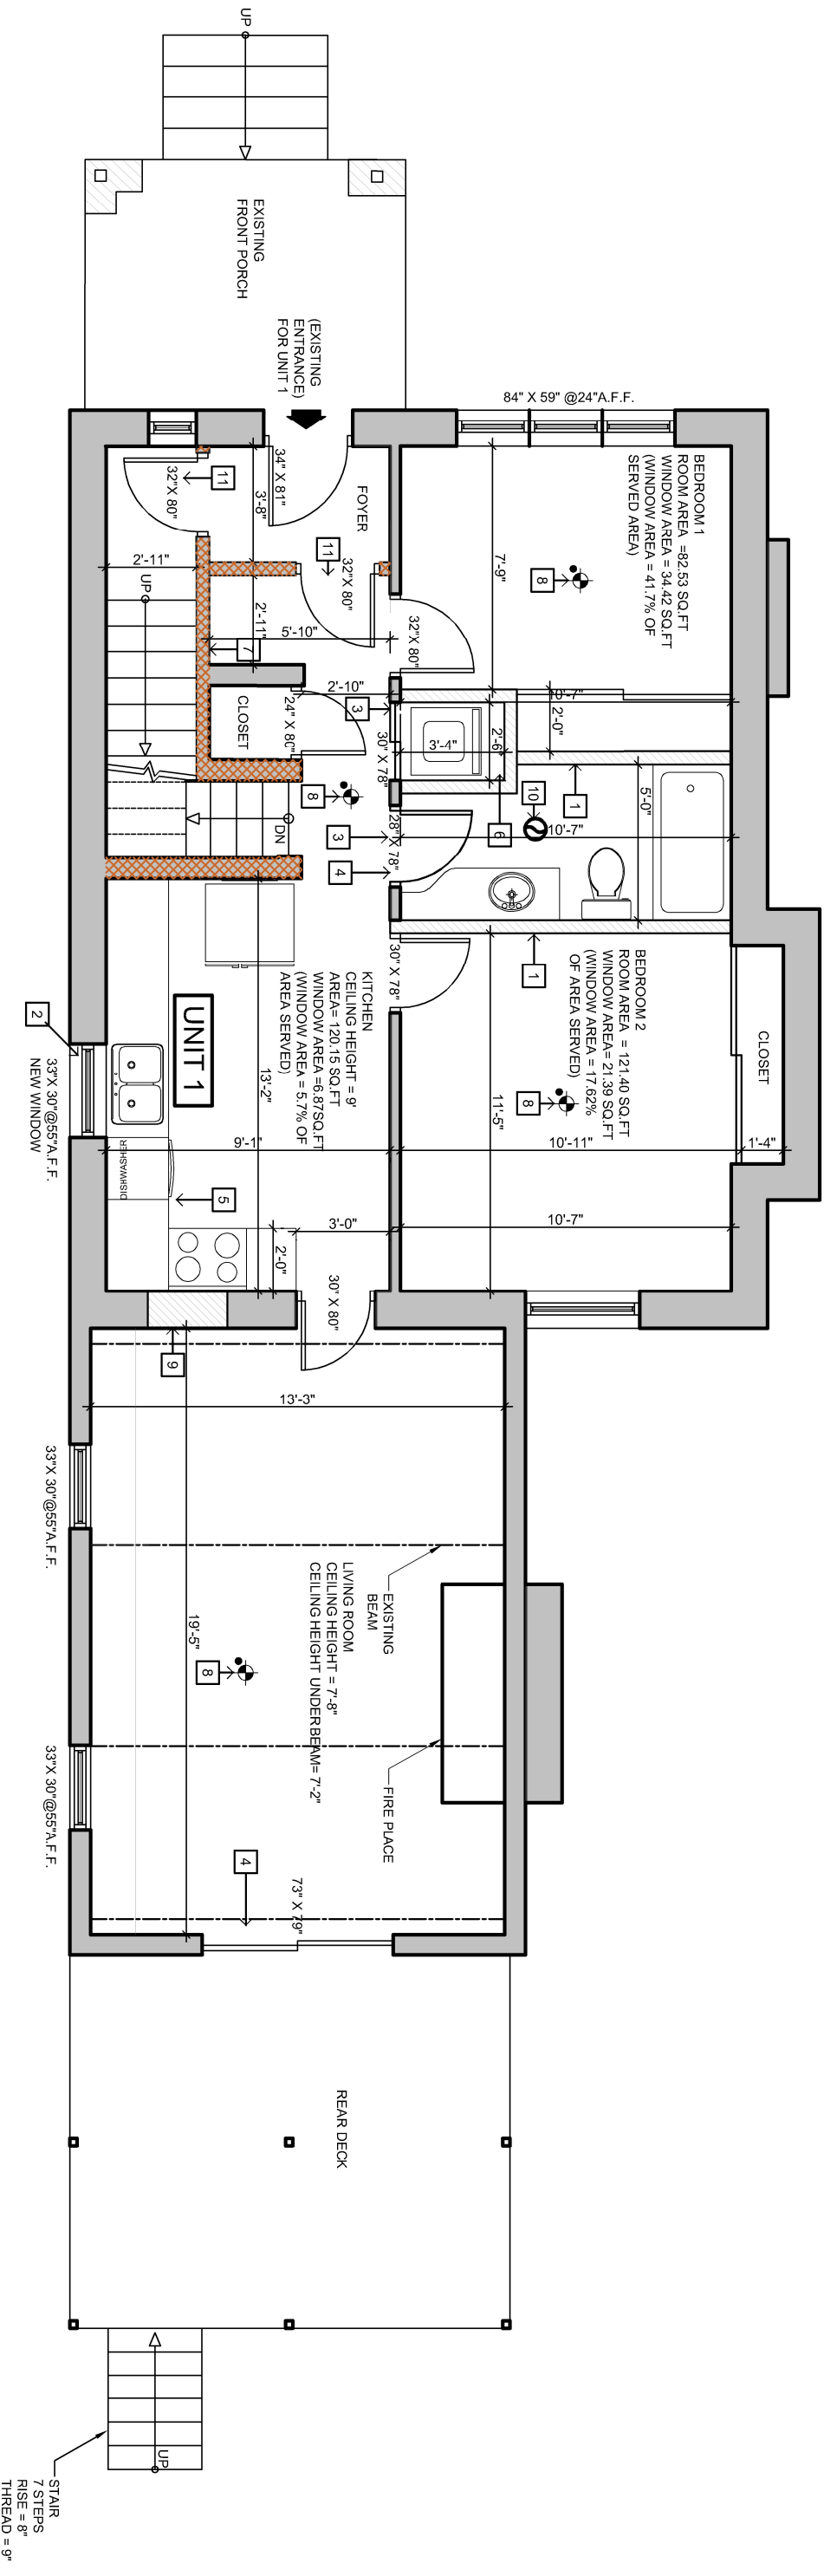 UP
EXISTING
FRONT PORCH
(EXISTING
ENTRANCE)
FOR UNIT 1
84" X 59" @24"A.F.F.
BEDROOM 1
ROOM AREA =82.53 SQ.FT
WINDOW AREA = 34.42 SQ.FT
(WINDOW AREA = 41.7% OF
SERVED AREA)
7'-9"
8
34" X 81"
3'-8"
FOYER
11
32"X 80"
11
32"X 80"
2'-11"
UP
2'-11"
5'-10"
7
32"X 80"
2'-10"
CLOSET
24" X 80"
3
30" X 78"
3'-4"
2'-6"
10'-7"
2'-0"
6
1
5'-0"
10
10'-7"
8
3
4
28" X 78"
DN
1
30" X 78"
BEDROOM 2
ROOM AREA = 121.40 SQ.FT
WINDOW AREA= 21.39 SQ.FT
(WINDOW AREA = 17.62%
OF AREA SERVED)
8
11'-5"
CLOSET
10'-11"
1'-4"
10'-7"
KITCHEN
CEILING HEIGHT = 9'
AREA= 120.15 SQ.FT
WINDOW AREA =6.87SQ.FT
(WINDOW AREA = 5.7% OF
AREA SERVED)
UNIT 1
13'-2"
9'-1"
2
33"X 30"@55"A.F.F.
NEW WINDOW
DISHWASHER
5
3'-0"
2'-0"
30" X 80"
9
13'-3"
33"X 30"@55"A.F.F.
EXISTING
BEAM
LIVING ROOM
CEILING HEIGHT = 7'-8"
CEILING HEIGHT UNDER BEAM= 7'-2"
19'-5"
8
FIRE PLACE
33"X 30"@55"A.F.F.
4
73" X 79"
REAR DECK
UP
STAIR
7 STEPS
RISE = 8"
THREAD = 9"